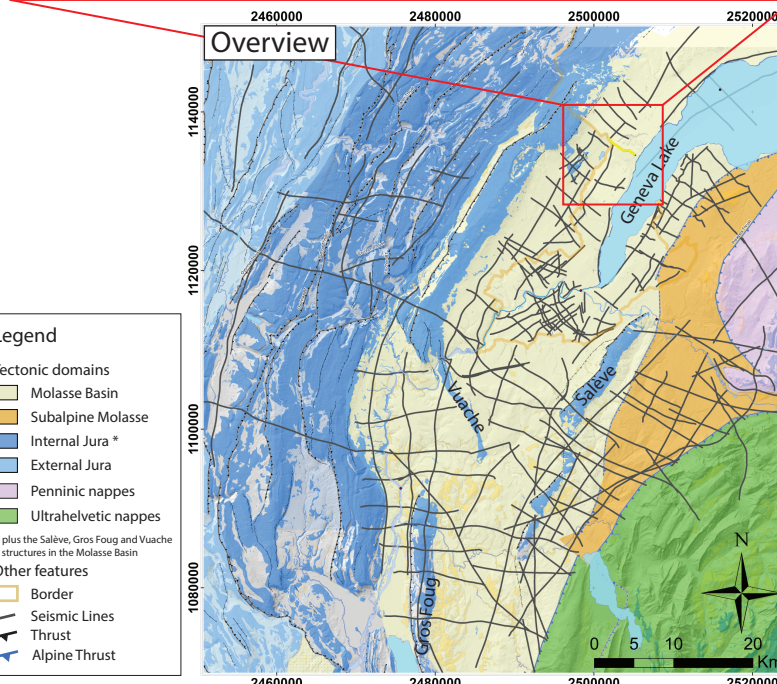 2460000 2480000 2500000 2520000
Overview
1140000
Geneva Lake
1120000
Legend
Tectonic domains
Molasse Basin
Subalpine Molasse
Internal Jura *
External Jura
Penninic nappes
Ultrahelvetic nappes
plus the Salève, Gros Foug and Vuache
structures in the Molasse Basin
Other features
Border
Seismic Lines
Thrust
Alpine Thrust
Vuache
Salève
1100000
1080000
Gros Foug
N
0 5 10 20
Km
2460000 2480000 2500000 2520000